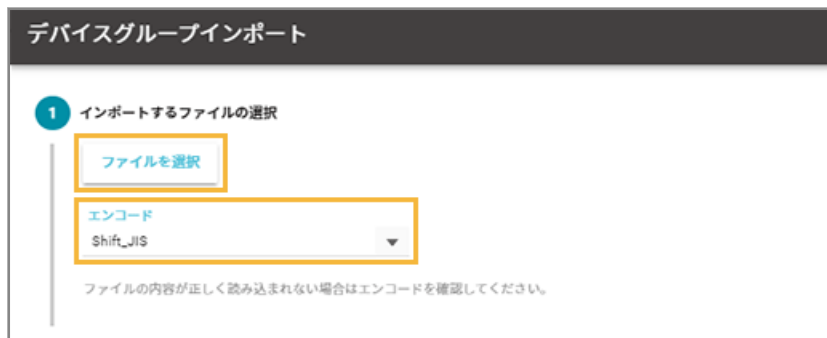 デバイスグループインポート
1 インポートするファイルの選択
ファイルを選択
エンコード
Shift_JIS
ファイルの内容が正しく読み込まれない場合はエンコードを確認してください。